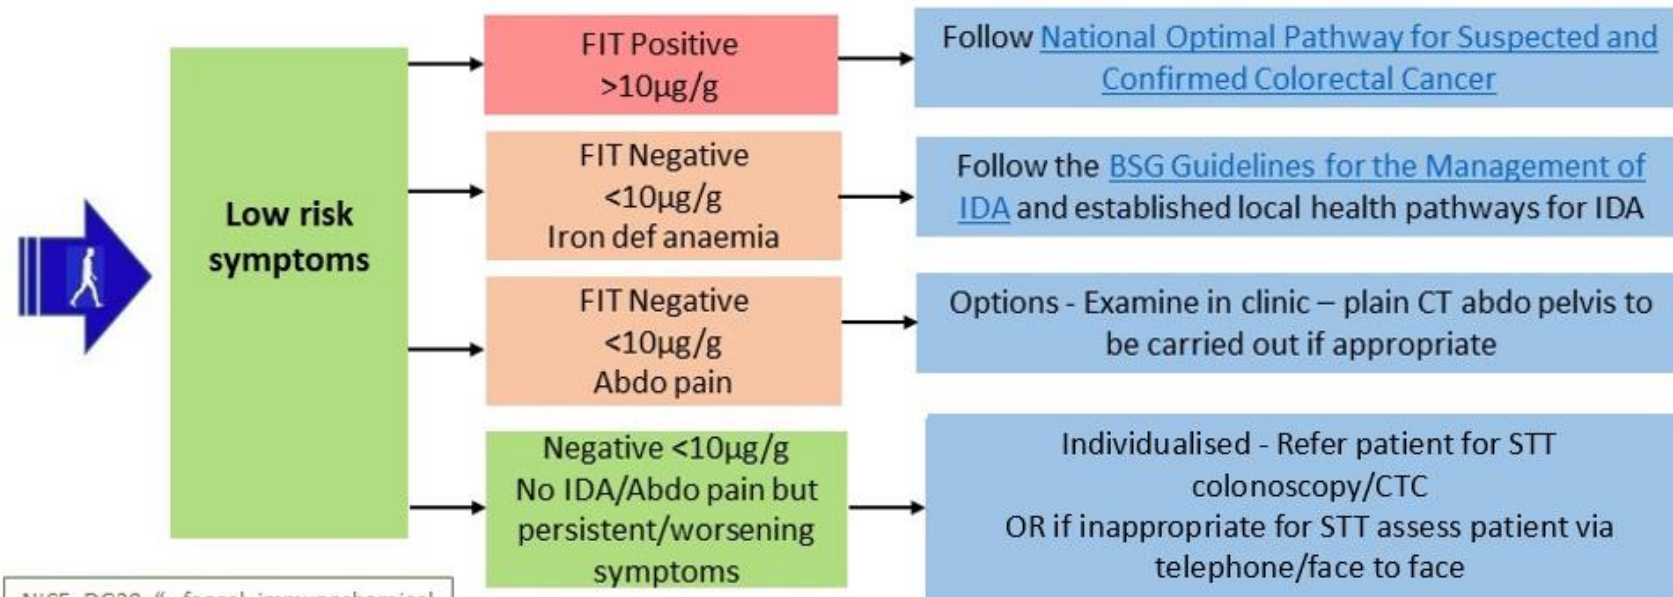 Low risk
symptoms
FIT Positive
>10µg/g
Follow National Optimal Pathway for Suspected and
Confirmed Colorectal Cancer
FIT Negative
<10µg/g
Iron def anaemia
Follow the BSG Guidelines for the Management of
IDA and established local health pathways for IDA
FIT Negative
<10µg/g
Abdo pain
Options - Examine in clinic – plain CT abdo pelvis to
be carried out if appropriate
Negative <10µg/g
No IDA/Abdo pain but
persistent/worsening
symptoms
Individualised - Refer patient for STT
colonoscopy/CTC
OR if inappropriate for STT assess patient via
telephone/face to face